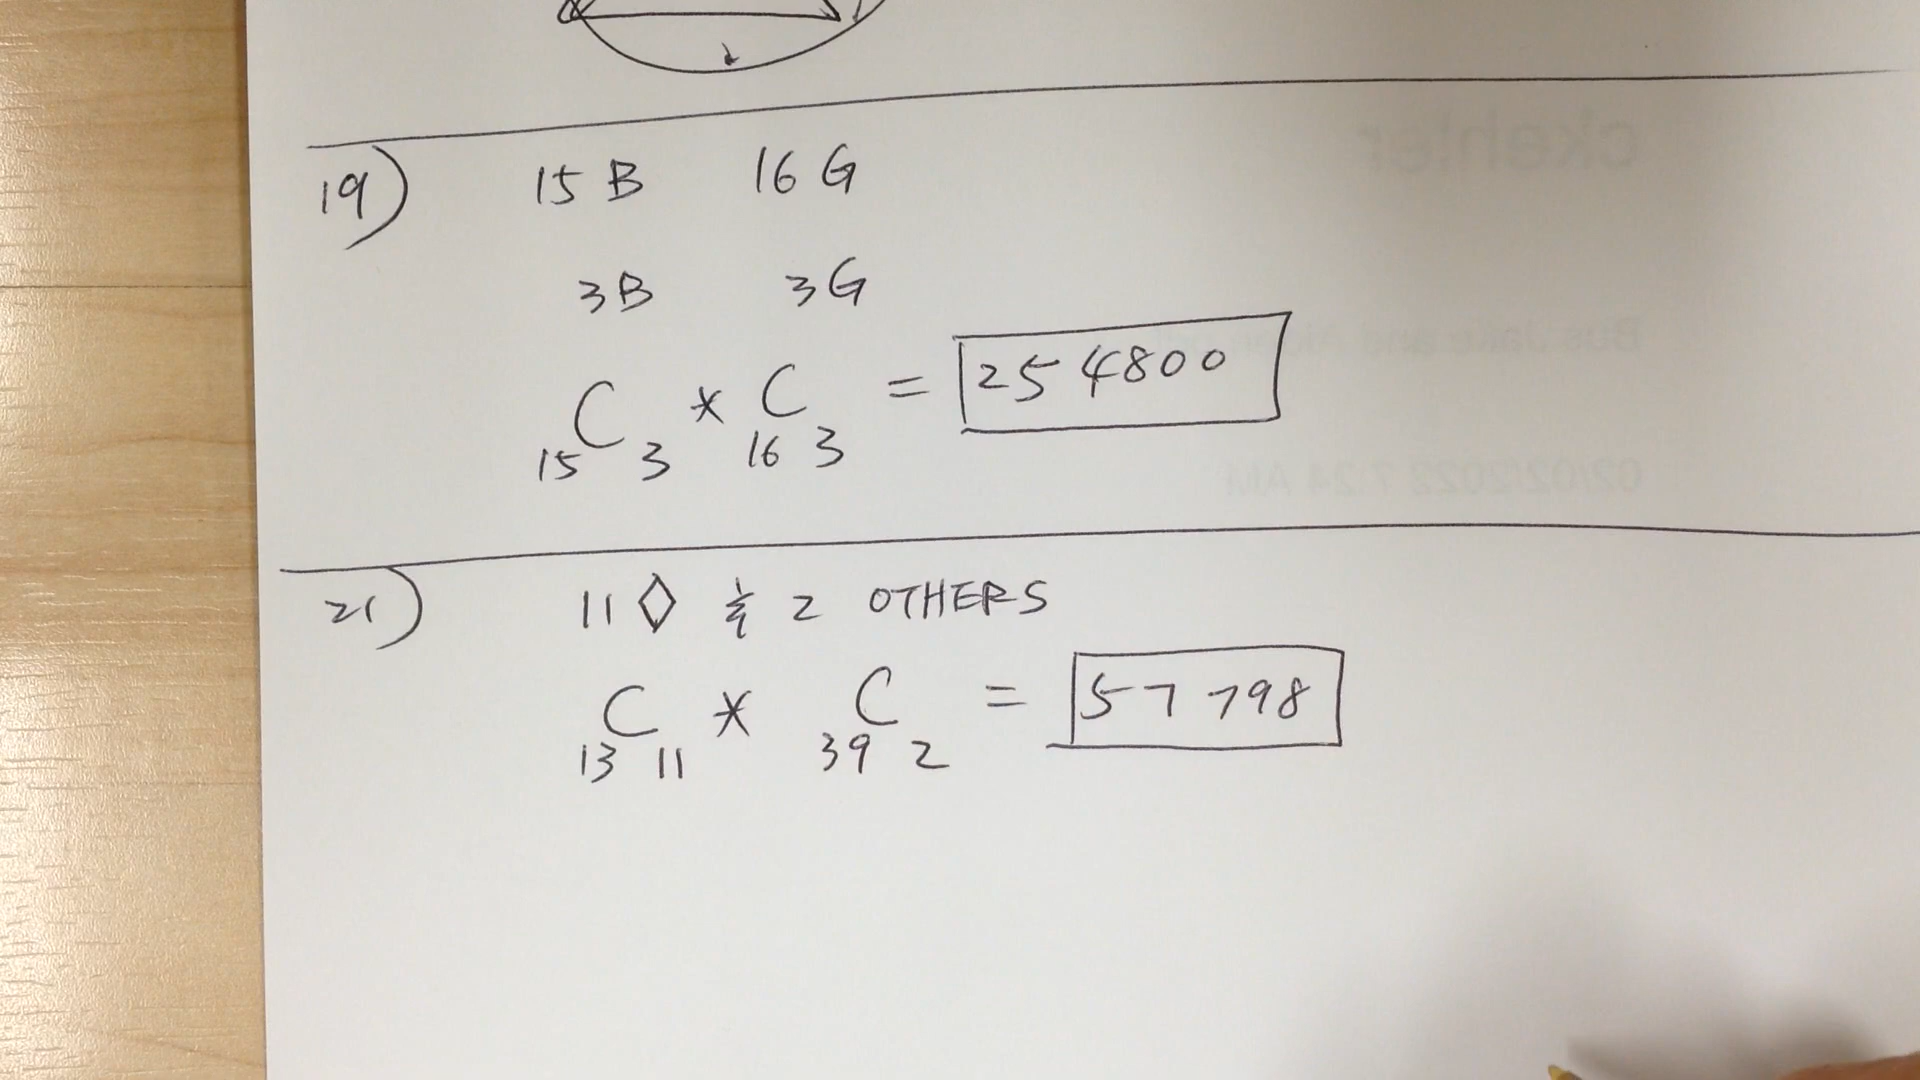 19) 15 B 16 G
3B 3G
15C3 * 16C3 = 254800
21) 11 ◇ & 2 OTHERS
13C11 * 39C2 = 57798